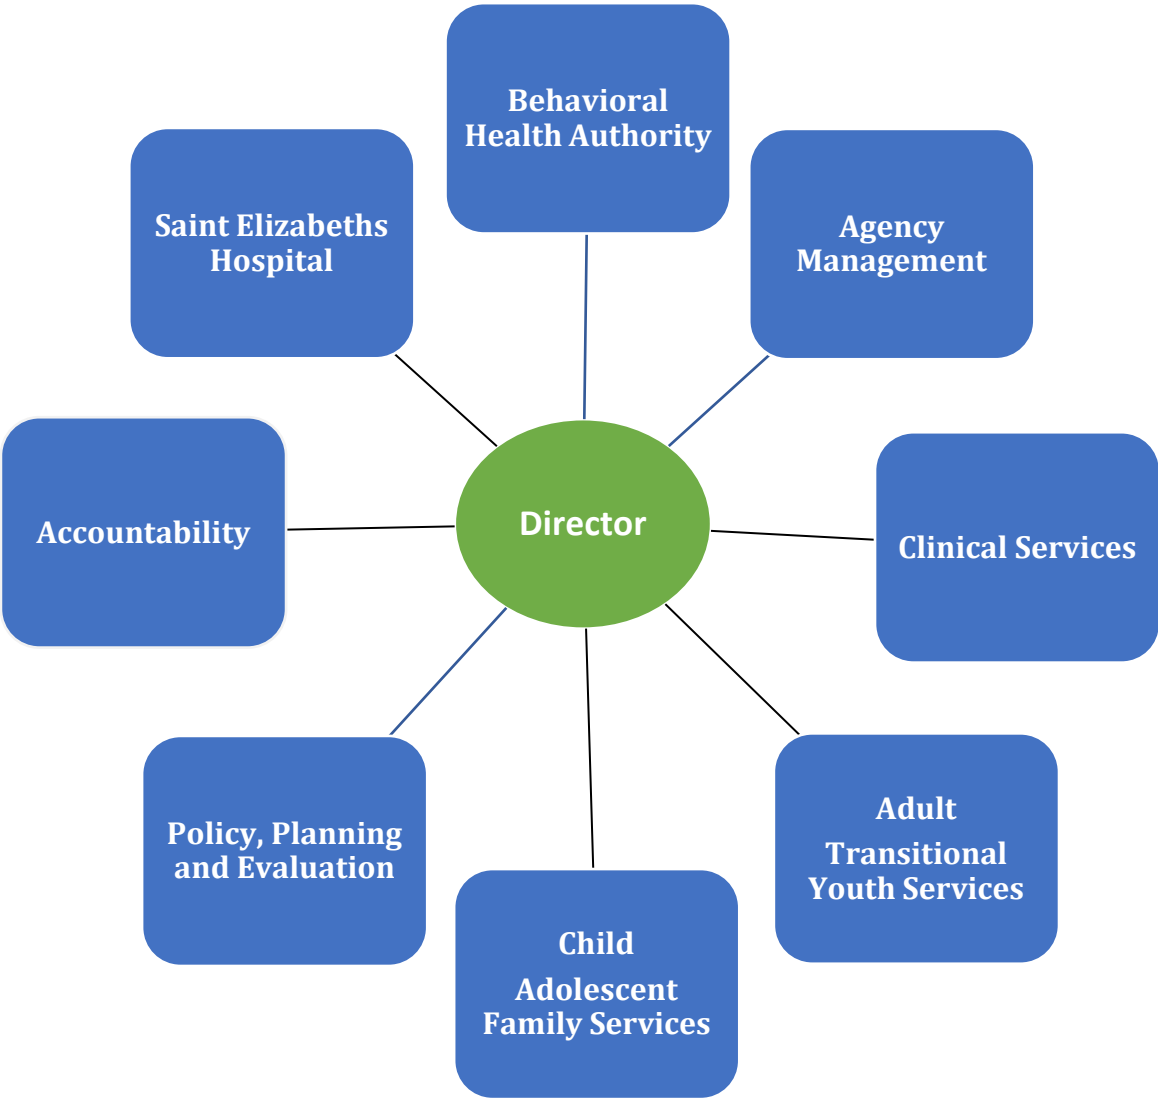 Behavioral
Health Authority
Saint Elizabeths
Hospital
Agency
Management
Accountability
Director
Clinical Services
Policy, Planning
and Evaluation
Adult
Transitional
Youth Services
Child
Adolescent
Family Services